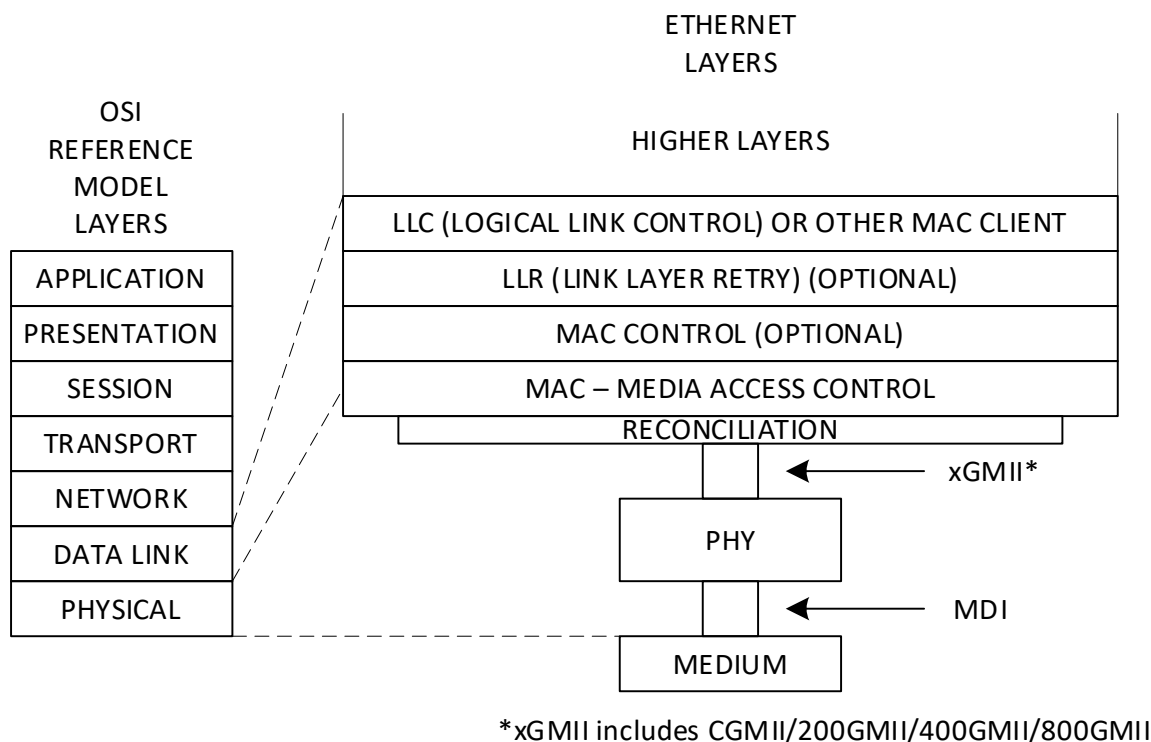 ETHERNET
LAYERS
OSI
REFERENCE
MODEL
LAYERS
HIGHER LAYERS
LLC (LOGICAL LINK CONTROL) OR OTHER MAC CLIENT
APPLICATION
LLR (LINK LAYER RETRY) (OPTIONAL)
PRESENTATION
MAC CONTROL (OPTIONAL)
SESSION
MAC – MEDIA ACCESS CONTROL
TRANSPORT
RECONCILIATION
NETWORK
xGMII*
DATA LINK
PHY
PHYSICAL
MDI
MEDIUM
*xGMII includes CGMII/200GMII/400GMII/800GMII